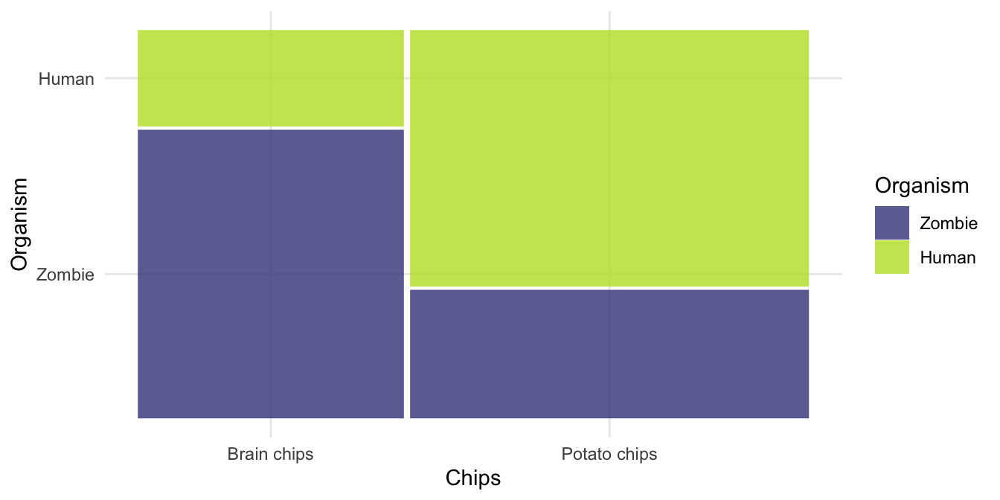 Human
Zombie
Organism
Brain chips
Potato chips
Chips
Organism
Zombie
Human